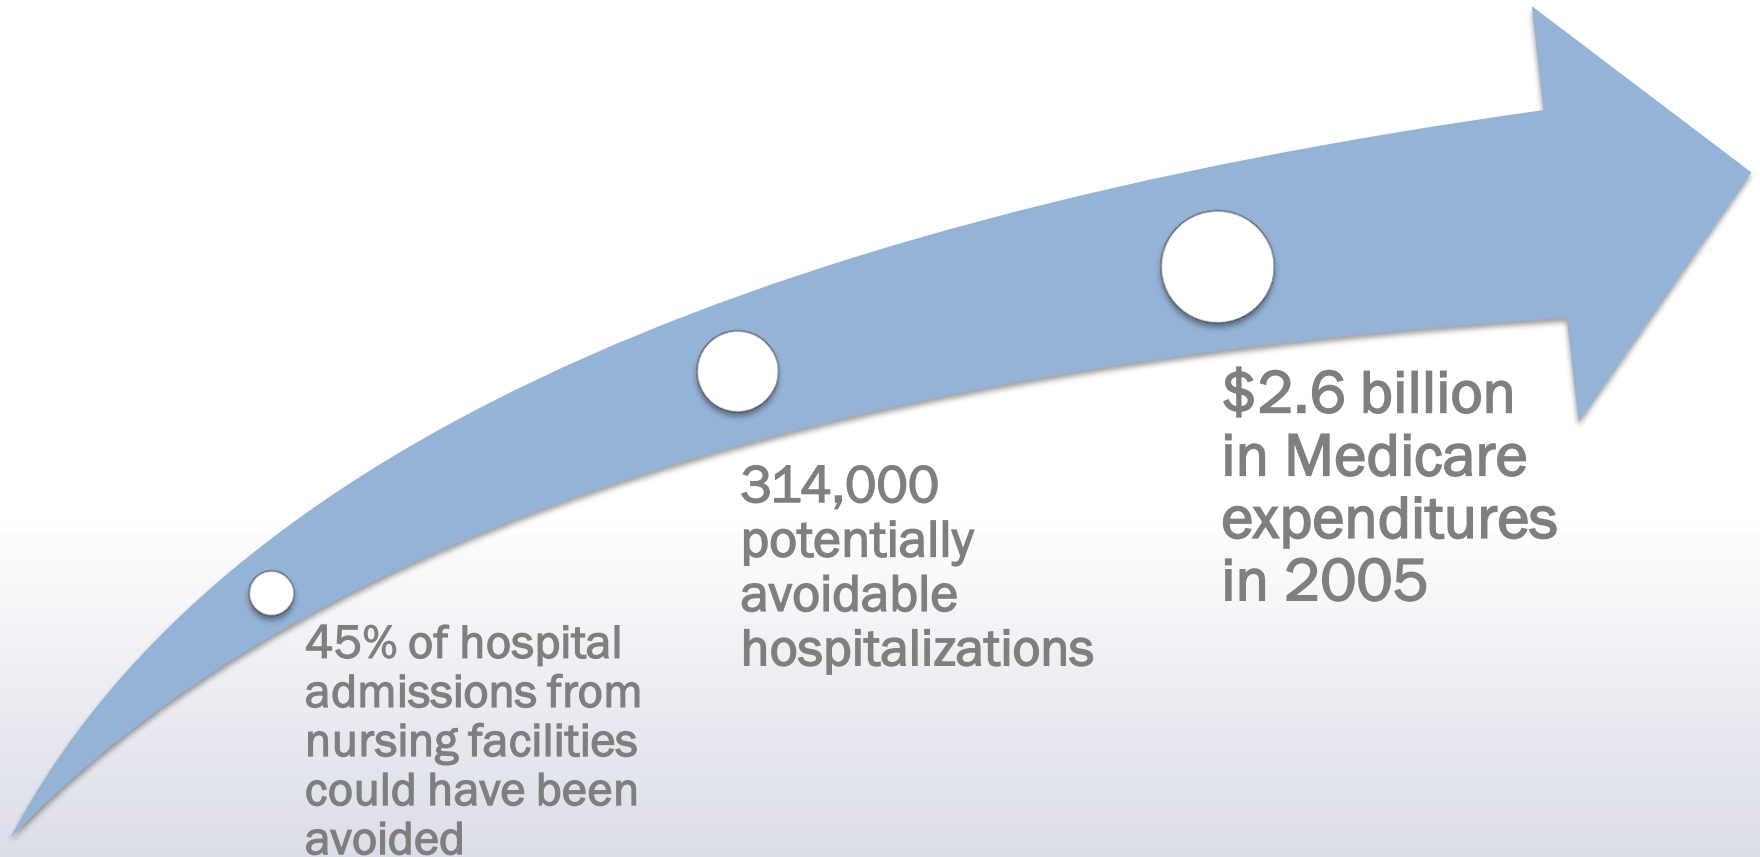 45% of hospital
admissions from
nursing facilities
could have been
avoided
314,000
potentially
avoidable
hospitalizations
$2.6 billion
in Medicare
expenditures
in 2005